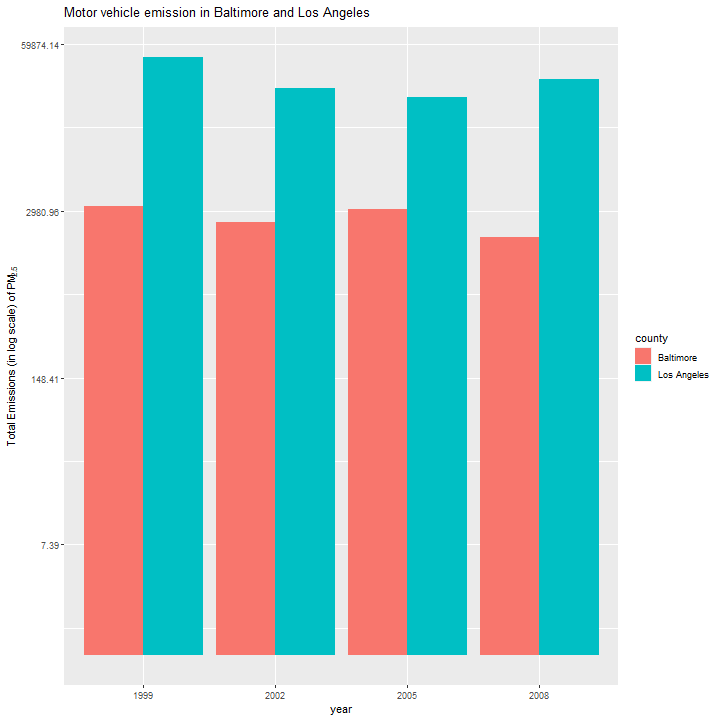 Motor vehicle emission in Baltimore and Los Angeles
59874.14
2980.96
148.41
7.39
Total Emissions (in log scale) of PM2.5
1999 2002 2005 2008
year
county
Baltimore
Los Angeles